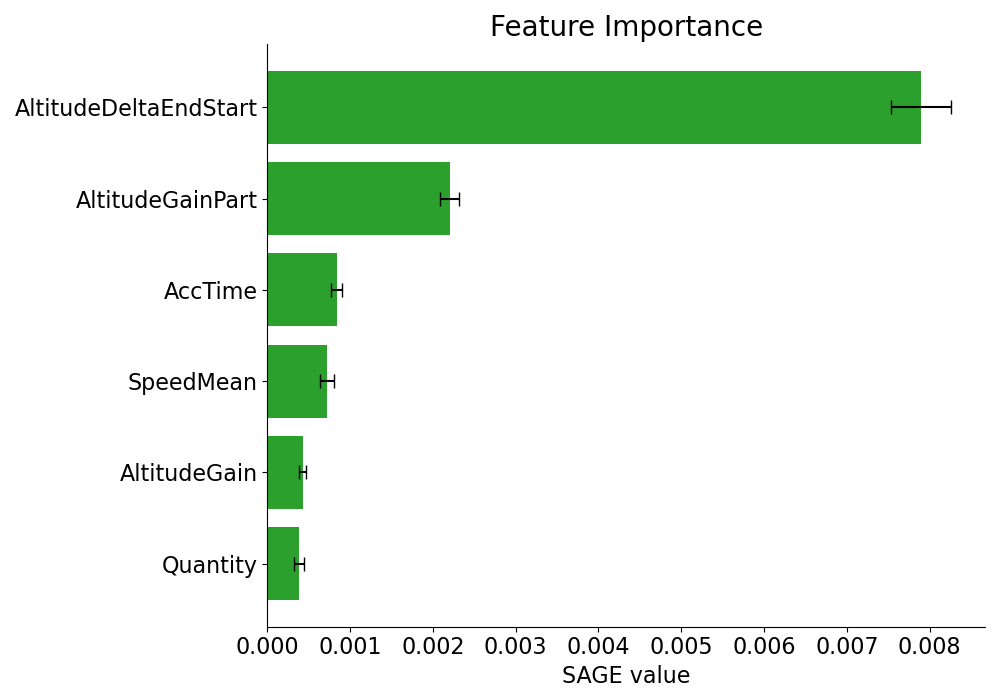 Feature Importance
AltitudeDeltaEndStart
AltitudeGainPart
AccTime
SpeedMean
AltitudeGain
Quantity
0.000 0.001 0.002 0.003 0.004 0.005 0.006 0.007 0.008
SAGE value